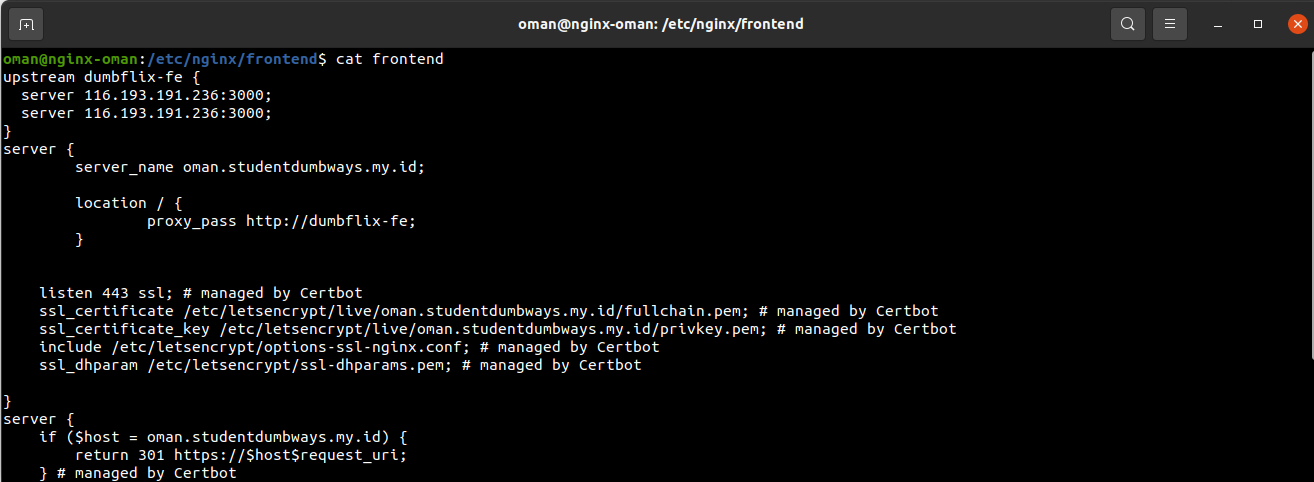 oman@nginx-oman: /etc/nginx/frontend
oman@nginx-oman:/etc/nginx/frontend$ cat frontend
upstream dumbflix-fe {
  server 116.193.191.236:3000;
  server 116.193.191.236:3000;
}
server {
        server_name oman.studentdumbways.my.id;

        location / {
                proxy_pass http://dumbflix-fe;
        }


    listen 443 ssl; # managed by Certbot
    ssl_certificate /etc/letsencrypt/live/oman.studentdumbways.my.id/fullchain.pem; # managed by Certbot
    ssl_certificate_key /etc/letsencrypt/live/oman.studentdumbways.my.id/privkey.pem; # managed by Certbot
    include /etc/letsencrypt/options-ssl-nginx.conf; # managed by Certbot
    ssl_dhparam /etc/letsencrypt/ssl-dhparams.pem; # managed by Certbot

}
server {
    if ($host = oman.studentdumbways.my.id) {
        return 301 https://$host$request_uri;
    } # managed by Certbot